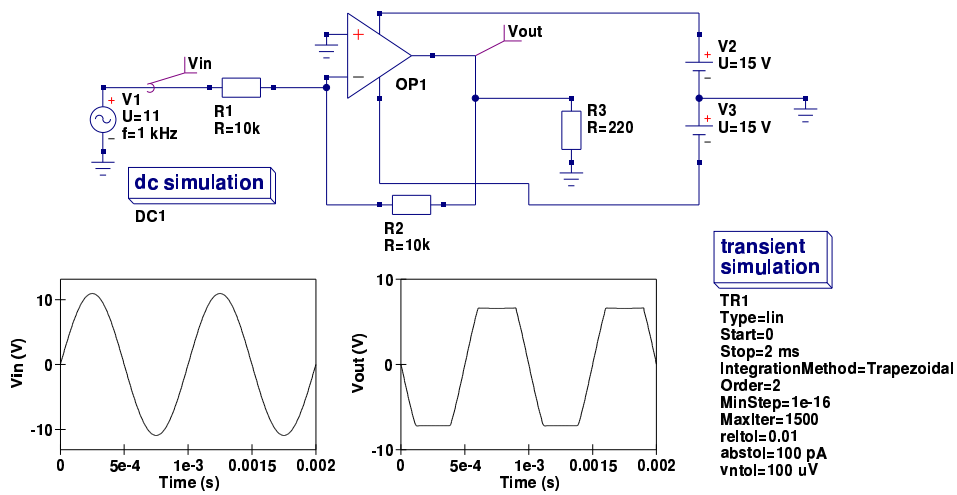 Vin
V1
U=11
f=1 kHz
R1
R=10k
+
−
OP1
Vout
R3
R=220
V2
U=15 V
V3
U=15 V
dc simulation
DC1
R2
R=10k
transient
simulation
TR1
Type=lin
Start=0
Stop=2 ms
IntegrationMethod=Trapezoidal
Order=2
MinStep=1e-16
MaxIter=1500
reltol=0.01
abstol=100 pA
vntol=100 uV
Vin (V)
10
0
-10
0 5e-4 1e-3 0.0015 0.002
Time (s)
Vout (V)
10
0
-10
0 5e-4 1e-3 0.0015 0.002
Time (s)